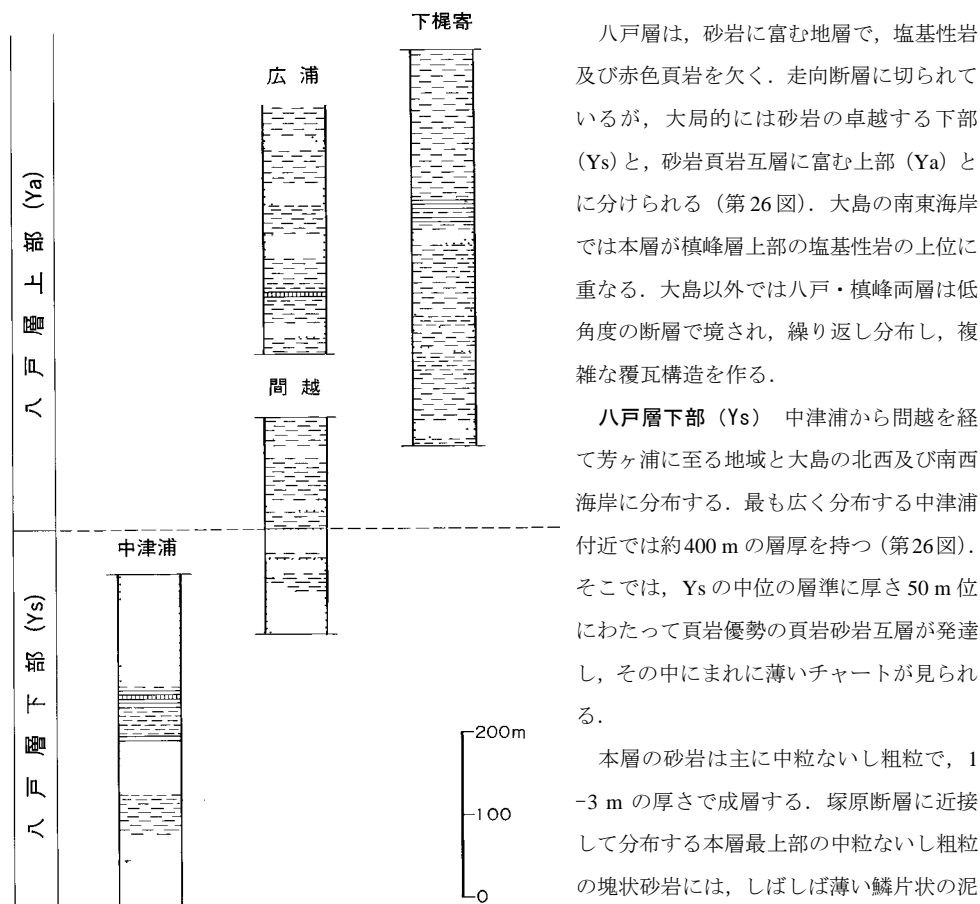 下梶寄
広浦
八戸層上部(Ya)
間越
中津浦
八戸層下部(Ys)
200m
100
0
八戸層は,砂岩に富む地層で,塩基性岩
及び赤色頁岩を欠く.走向断層に切られて
いるが,大局的には砂岩の卓越する下部
(Ys)と,砂岩頁岩互層に富む上部(Ya)と
に分けられる(第26図).大島の南東海岸
では本層が槙峰層上部の塩基性岩の上位に
重なる.大島以外では八戸・槙峰両層は低
角度の断層で境され,繰り返し分布し,複
雑な覆瓦構造を作る.
八戸層下部(Ys) 中津浦から間越を経
て芳ヶ浦に至る地域と大島の北西及び南西
海岸に分布する.最も広く分布する中津浦
付近では約400 m の層厚を持つ(第26図).
そこでは,Ys の中位の層準に厚さ 50 m 位
にわたって頁岩優勢の頁岩砂岩互層が発達
し,その中にまれに薄いチャートが見られ
る.
本層の砂岩は主に中粒ないし粗粒で,1
-3 m の厚さで成層する.塚原断層に近接
して分布する本層最上部の中粒ないし粗粒
の塊状砂岩には,しばしば薄い鱗片状の泥